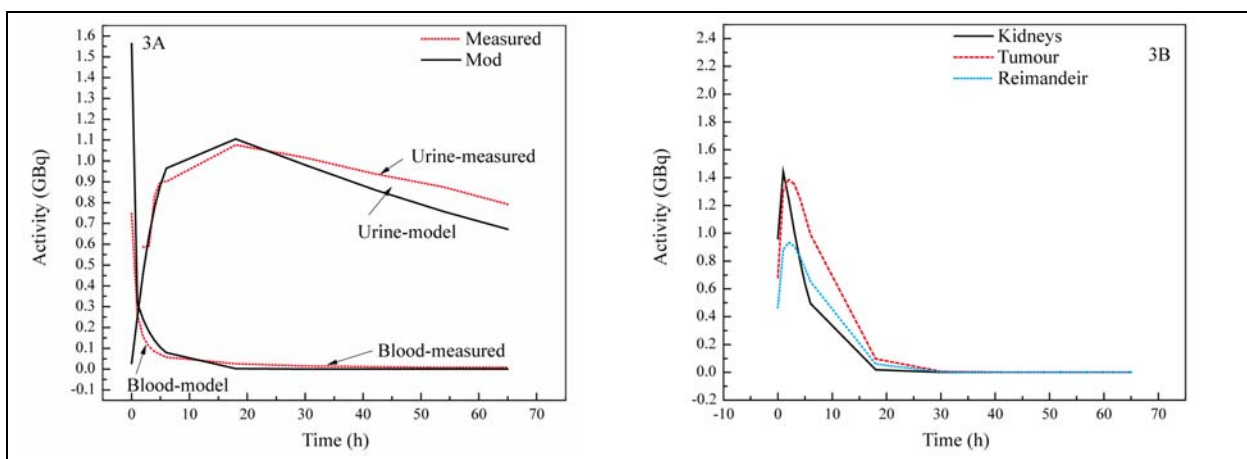 3A
Measured
Mod
1.6
1.5
1.4
1.3
1.2
1.1
1.0
0.9
0.8
0.7
0.6
0.5
0.4
0.3
0.2
0.1
0.0
-0.1
Activity (GBq)
Urine-measured
Urine-model
Blood-measured
Blood-model
0 10 20 30 40 50 60 70
Time (h)
Kidneys
Tumour
Reimandeir
3B
2.4
2.2
2.0
1.8
1.6
1.4
1.2
1.0
0.8
0.6
0.4
0.2
0.0
-0.2
Activity (GBq)
-10 0 10 20 30 40 50 60 70
Time (h)